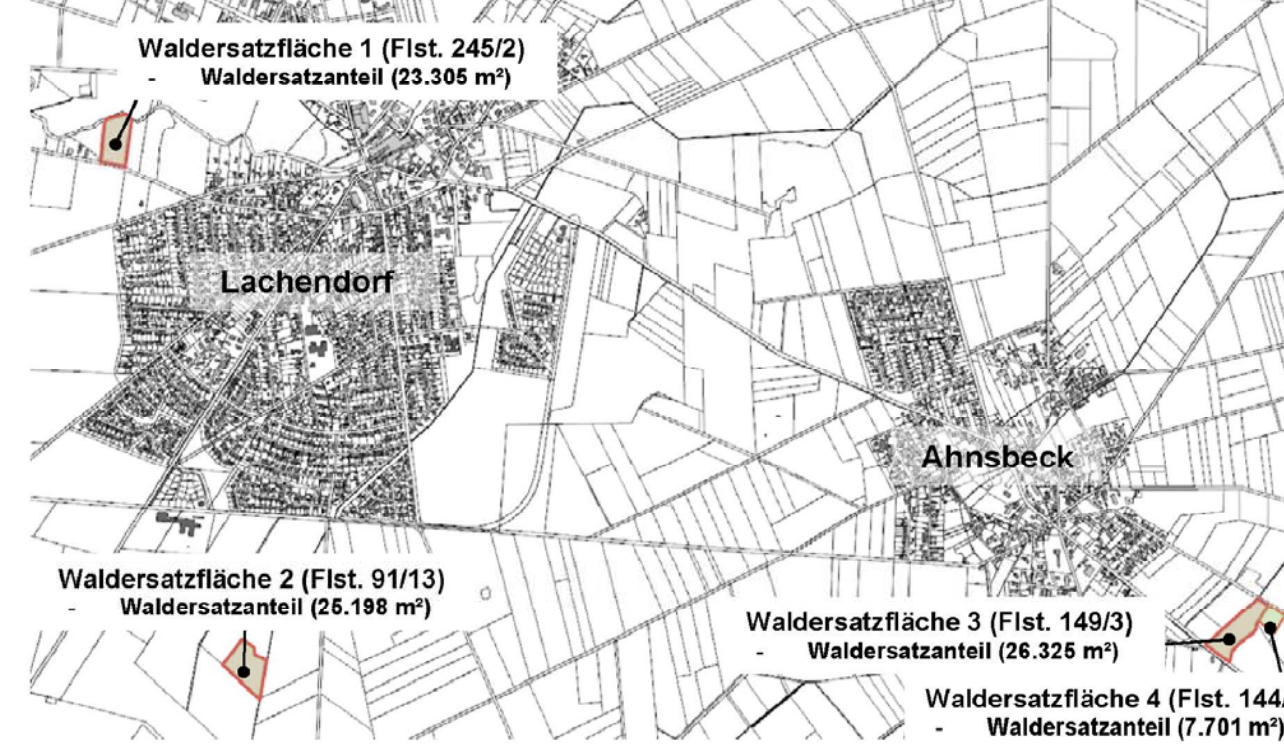 Waldersatzfläche 1 (Flst. 245/2)
- Waldersatzanteil (23.305 m²)
Lachendorf
Ahnsbeck
Waldersatzfläche 2 (Flst. 91/13)
- Waldersatzanteil (25.198 m²)
Waldersatzfläche 3 (Flst. 149/3)
- Waldersatzanteil (26.325 m²)
Waldersatzfläche 4 (Flst. 144/
- Waldersatzanteil (7.701 m²)